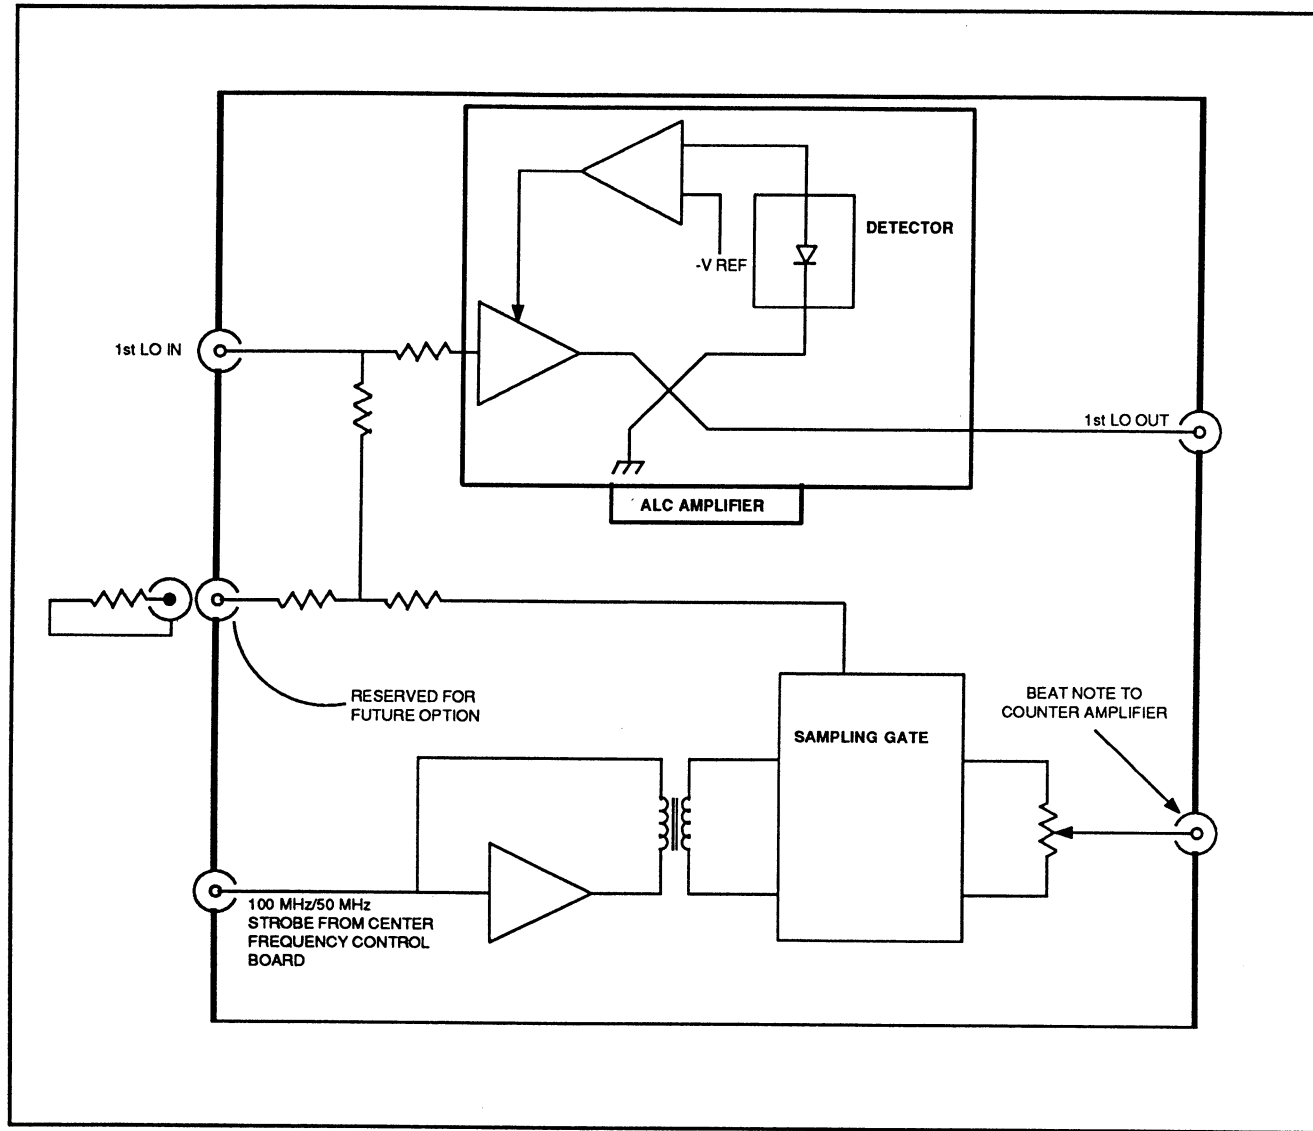 DETECTOR
-V REF
1st LO IN
1st LO OUT
ALC AMPLIFIER
RESERVED FOR
FUTURE OPTION
BEAT NOTE TO
COUNTER AMPLIFIER
SAMPLING GATE
100 MHz/50 MHz
STROBE FROM CENTER
FREQUENCY CONTROL
BOARD